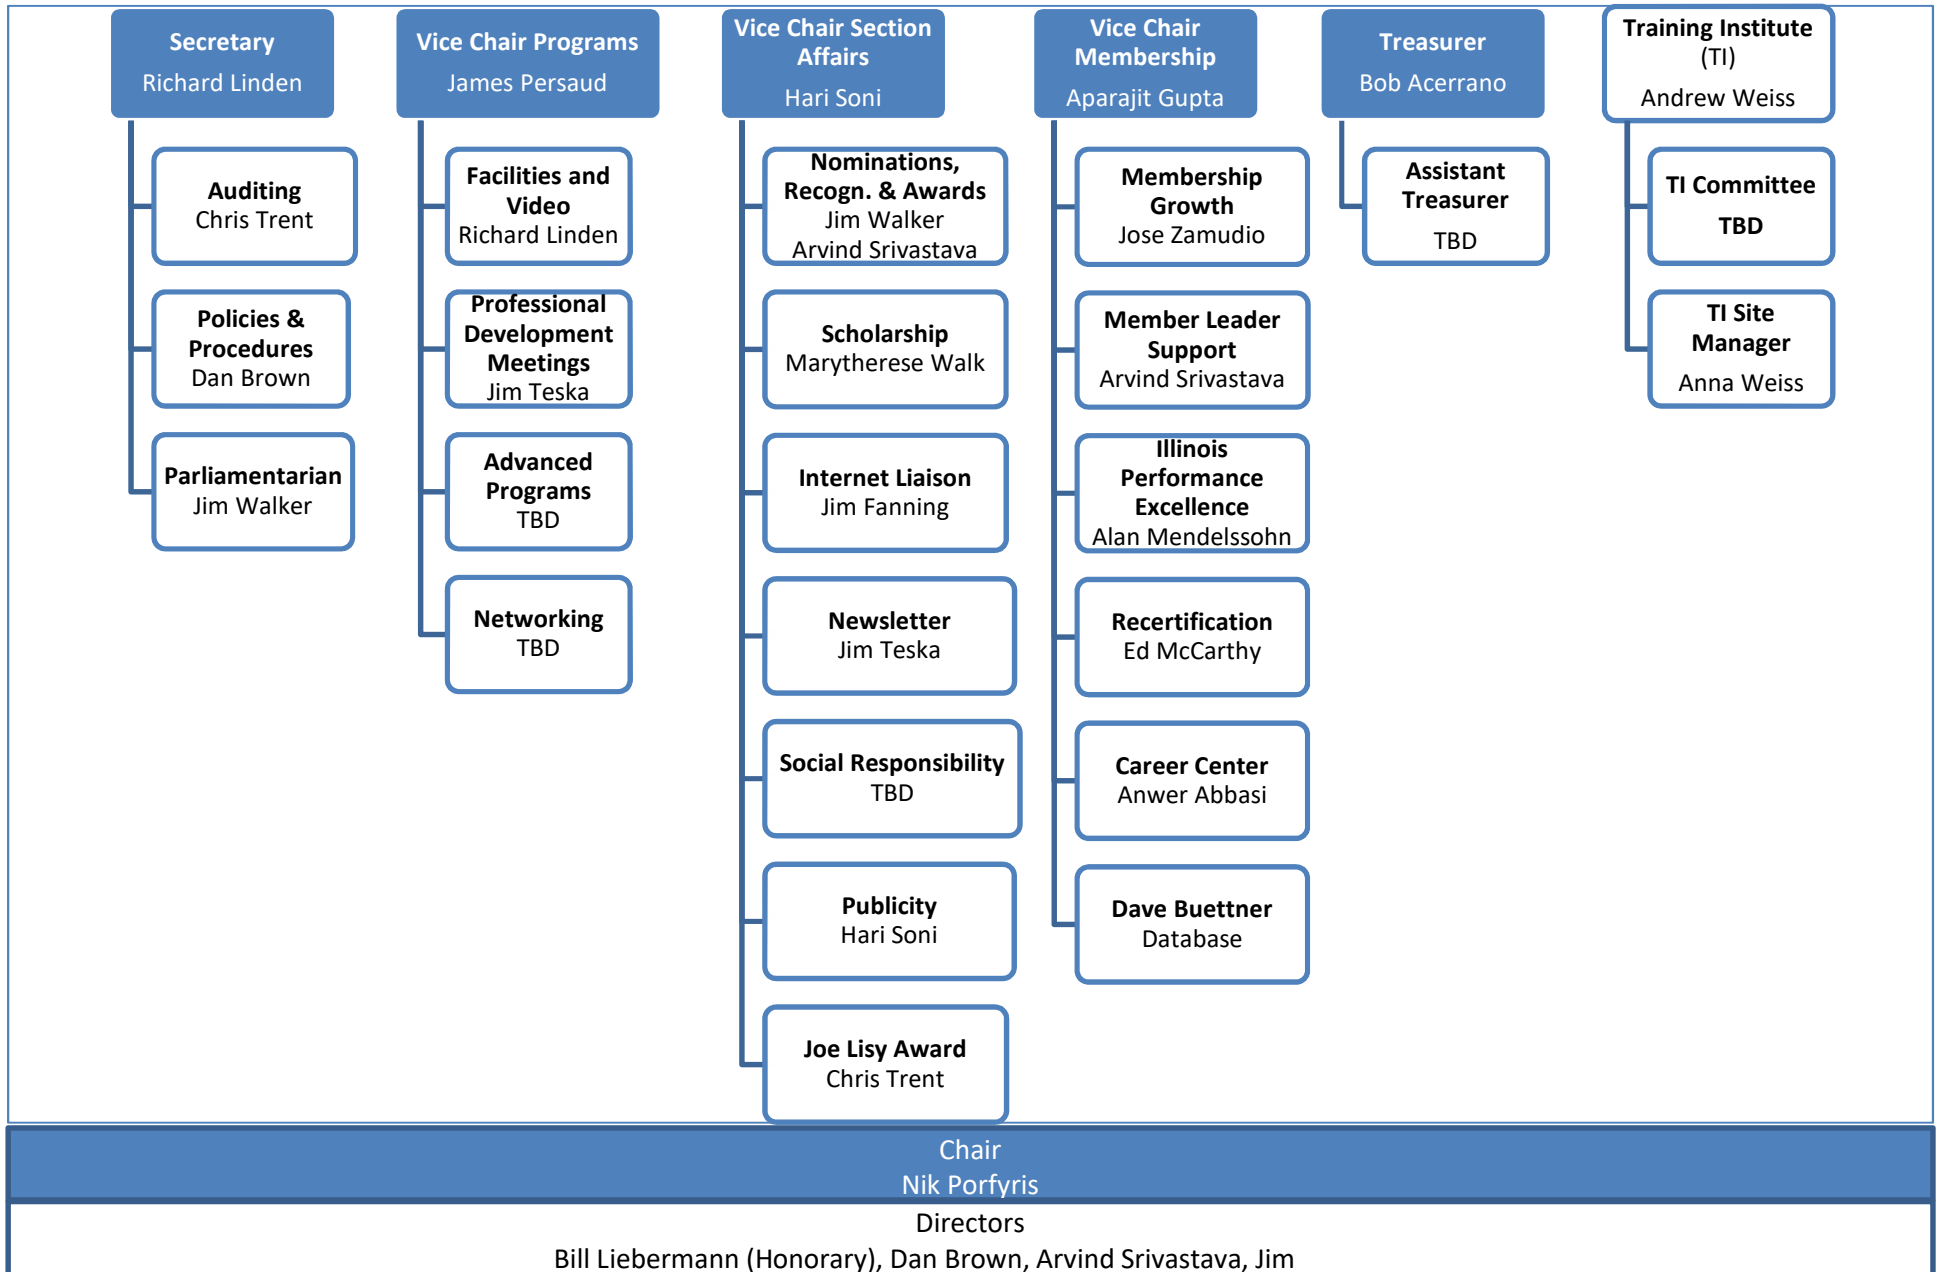 Secretary
Richard Linden
Auditing
Chris Trent
Policies &
Procedures
Dan Brown
Parliamentarian
Jim Walker
Vice Chair Programs
James Persaud
Facilities and
Video
Richard Linden
Professional
Development
Meetings
Jim Teska
Advanced
Programs
TBD
Networking
TBD
Vice Chair Section
Affairs
Hari Soni
Nominations,
Recogn. & Awards
Jim Walker
Arvind Srivastava
Scholarship
Marytherese Walk
Internet Liaison
Jim Fanning
Newsletter
Jim Teska
Social Responsibility
TBD
Publicity
Hari Soni
Joe Lisy Award
Chris Trent
Vice Chair
Membership
Aparajit Gupta
Membership
Growth
Jose Zamudio
Member Leader
Support
Arvind Srivastava
Illinois
Performance
Excellence
Alan Mendelssohn
Recertification
Ed McCarthy
Career Center
Anwer Abbasi
Dave Buettner
Database
Treasurer
Bob Acerrano
Assistant
Treasurer
TBD
Training Institute
(TI)
Andrew Weiss
TI Committee
TBD
TI Site
Manager
Anna Weiss
Chair
Nik Porfyris
Directors
Bill Liebermann (Honorary), Dan Brown, Arvind Srivastava, Jim